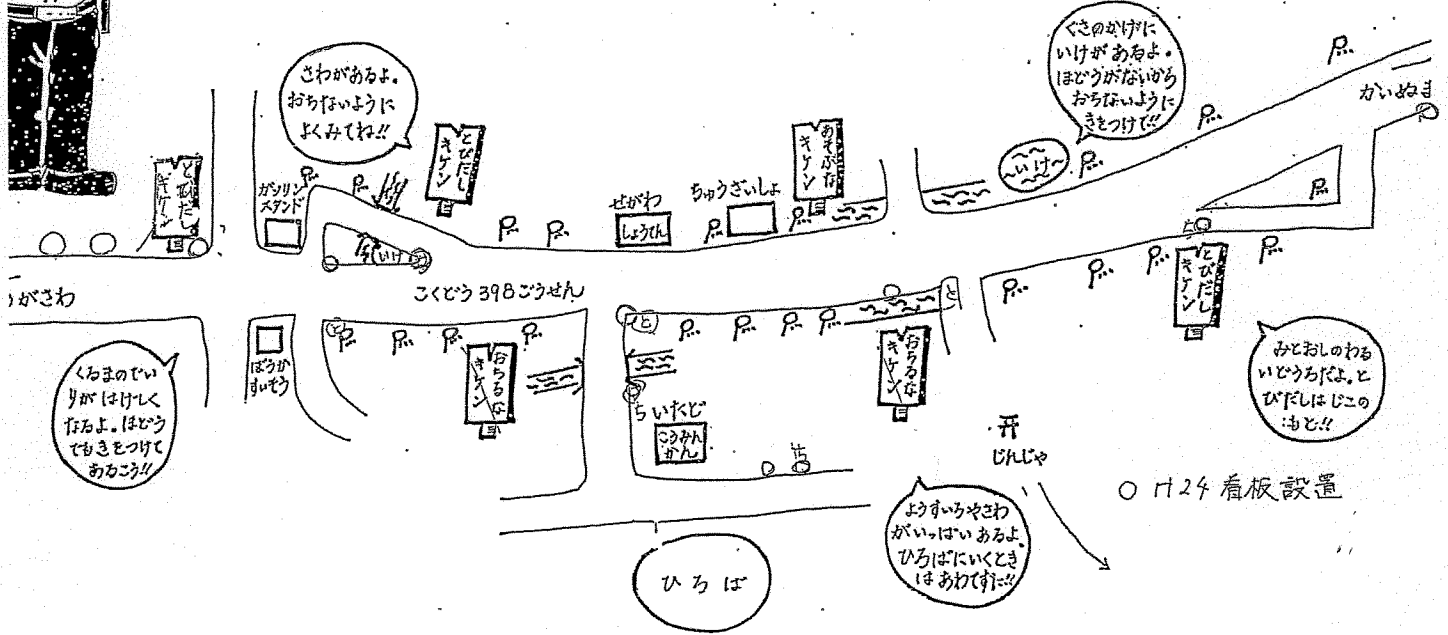 さわがあるよ。
おちないように
よくみてね!!
くさのかげに
いけがあるよ。
ほどうがないから
おちないように
きをつけて!!
かいぬま
とびだし
キケン
ガソリン
スタンド
とびだし
キケン
せがわ
しょうてん
ちゅうざいしょ
あそぶな
キケン
いけ
いけ
がさわ
こくどう398ごうせん
と
と
と
ち
とびだし
キケン
ぼうか
すいそう
おちるな
キケン
おちるな
キケン
ち
いたど
こうみん
かん
くるまのでい
りがはげしく
なるよ。ほどう
でもきをつけて
あるこう!!
みとおしのわる
いどうろだよ。と
びだしはじこの
もと!!
じんじゃ
○ H24 看板設置
ようすいろやさわ
がいっぱいあるよ。
ひろばにいくとき
はあわてずに!!
ひろば